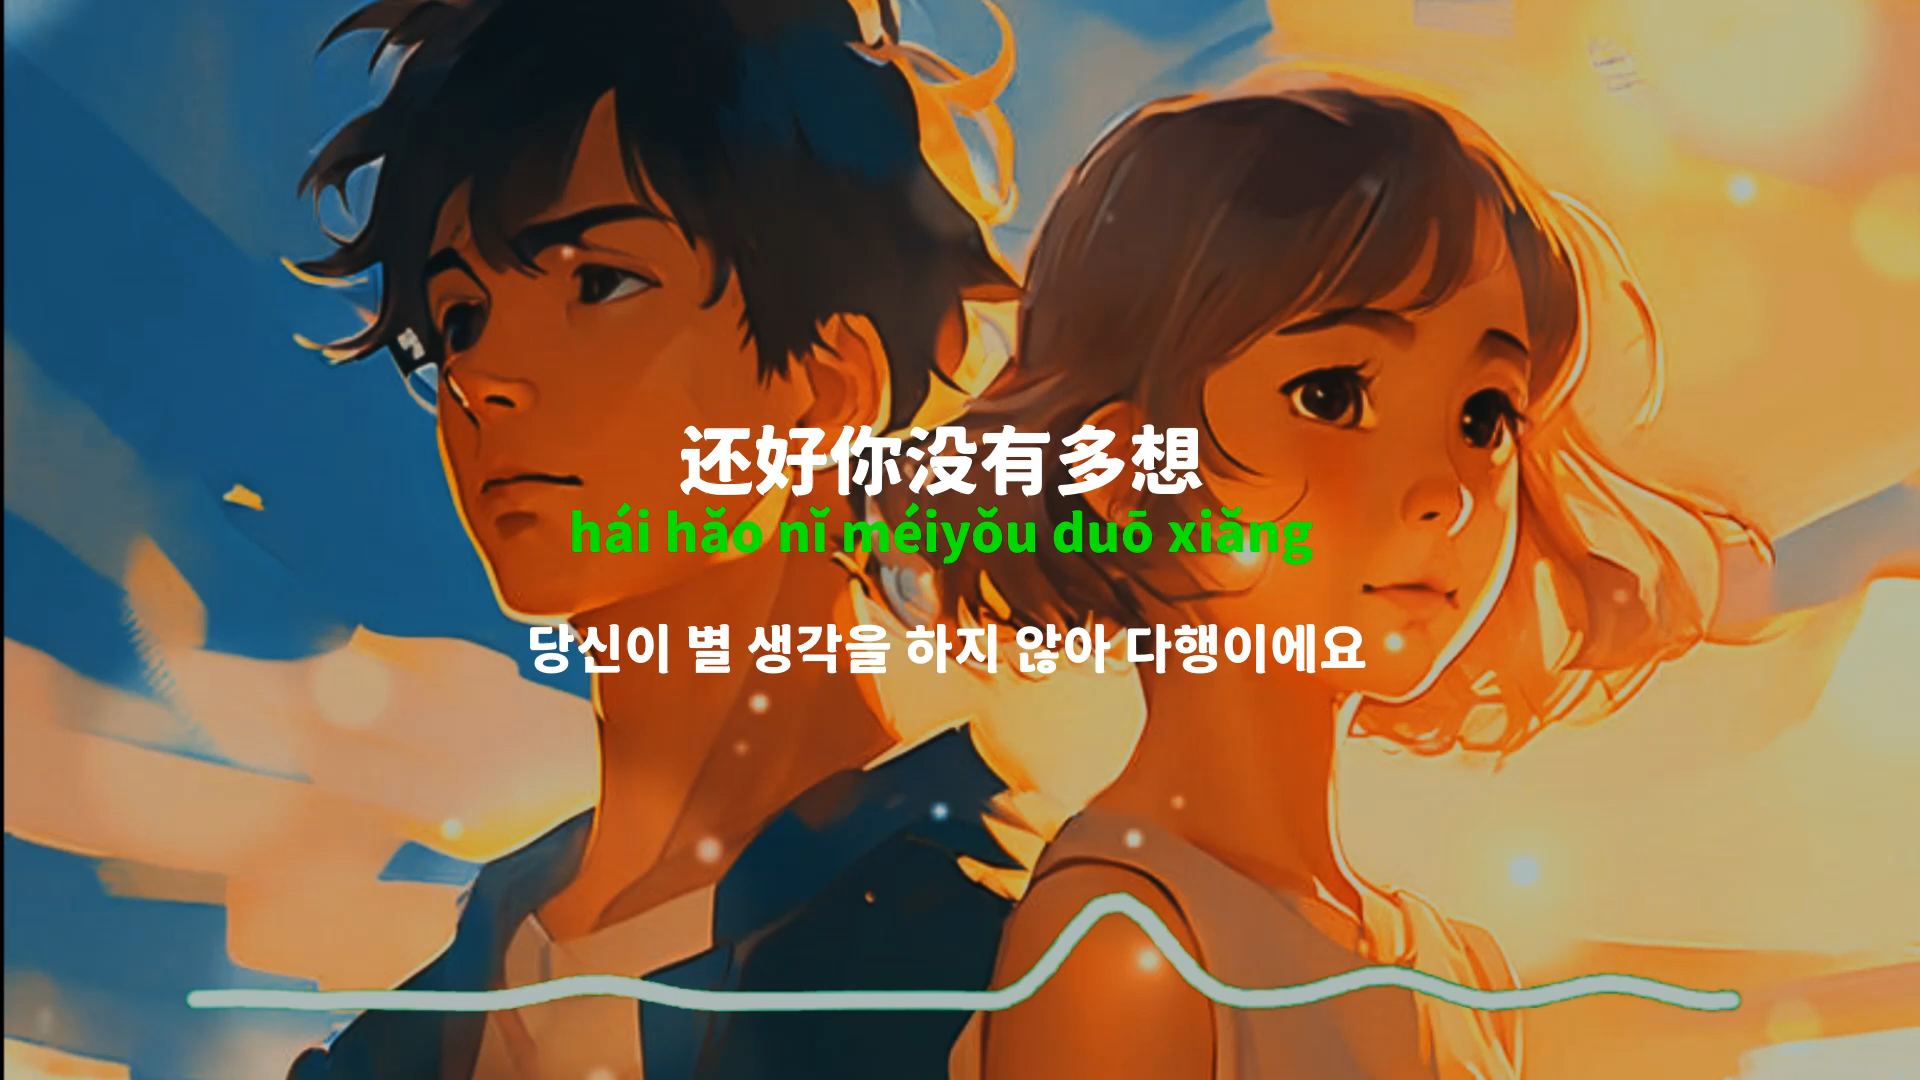 还好你没有多想
hái hǎo nǐ méiyǒu duō xiǎng
당신이 별 생각을 하지 않아 다행이에요